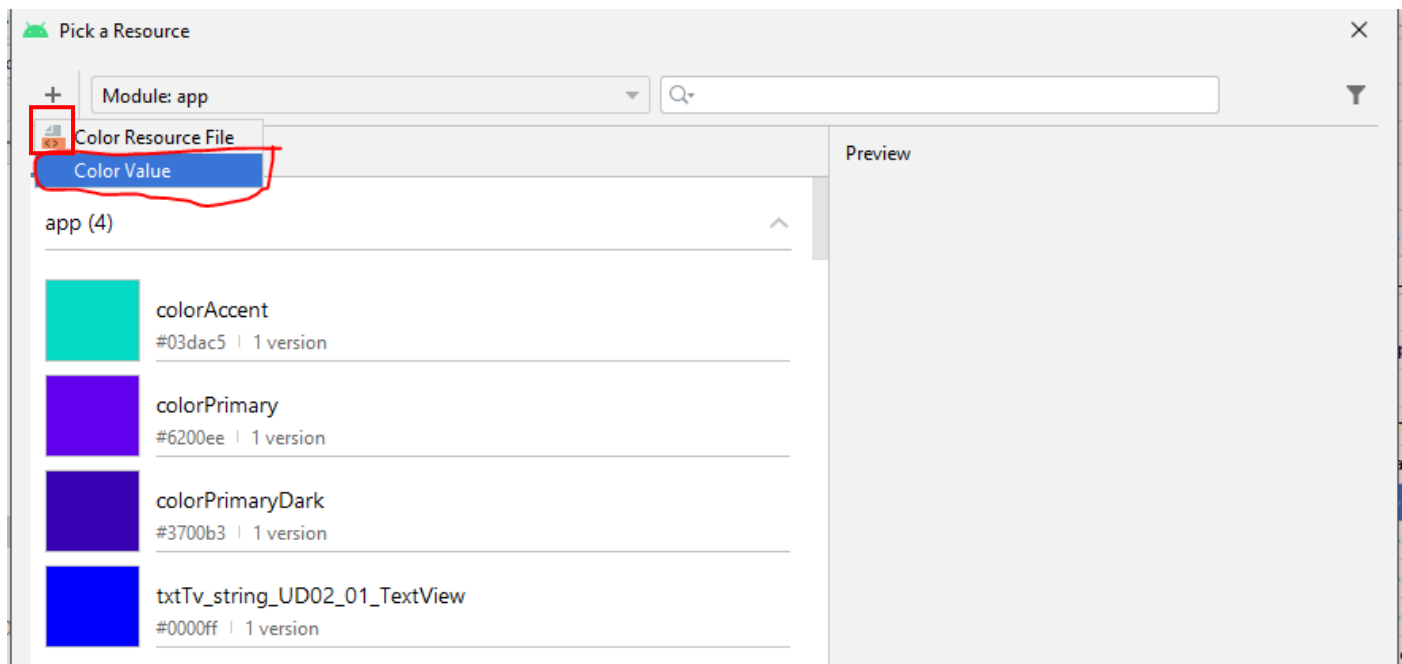 Pick a Resource
Module: app
Color Resource File
Color Value
Preview
app (4)
colorAccent
#03dac5 | 1 version
colorPrimary
#6200ee | 1 version
colorPrimaryDark
#3700b3 | 1 version
txtTv_string_UD02_01_TextView
#0000ff | 1 version